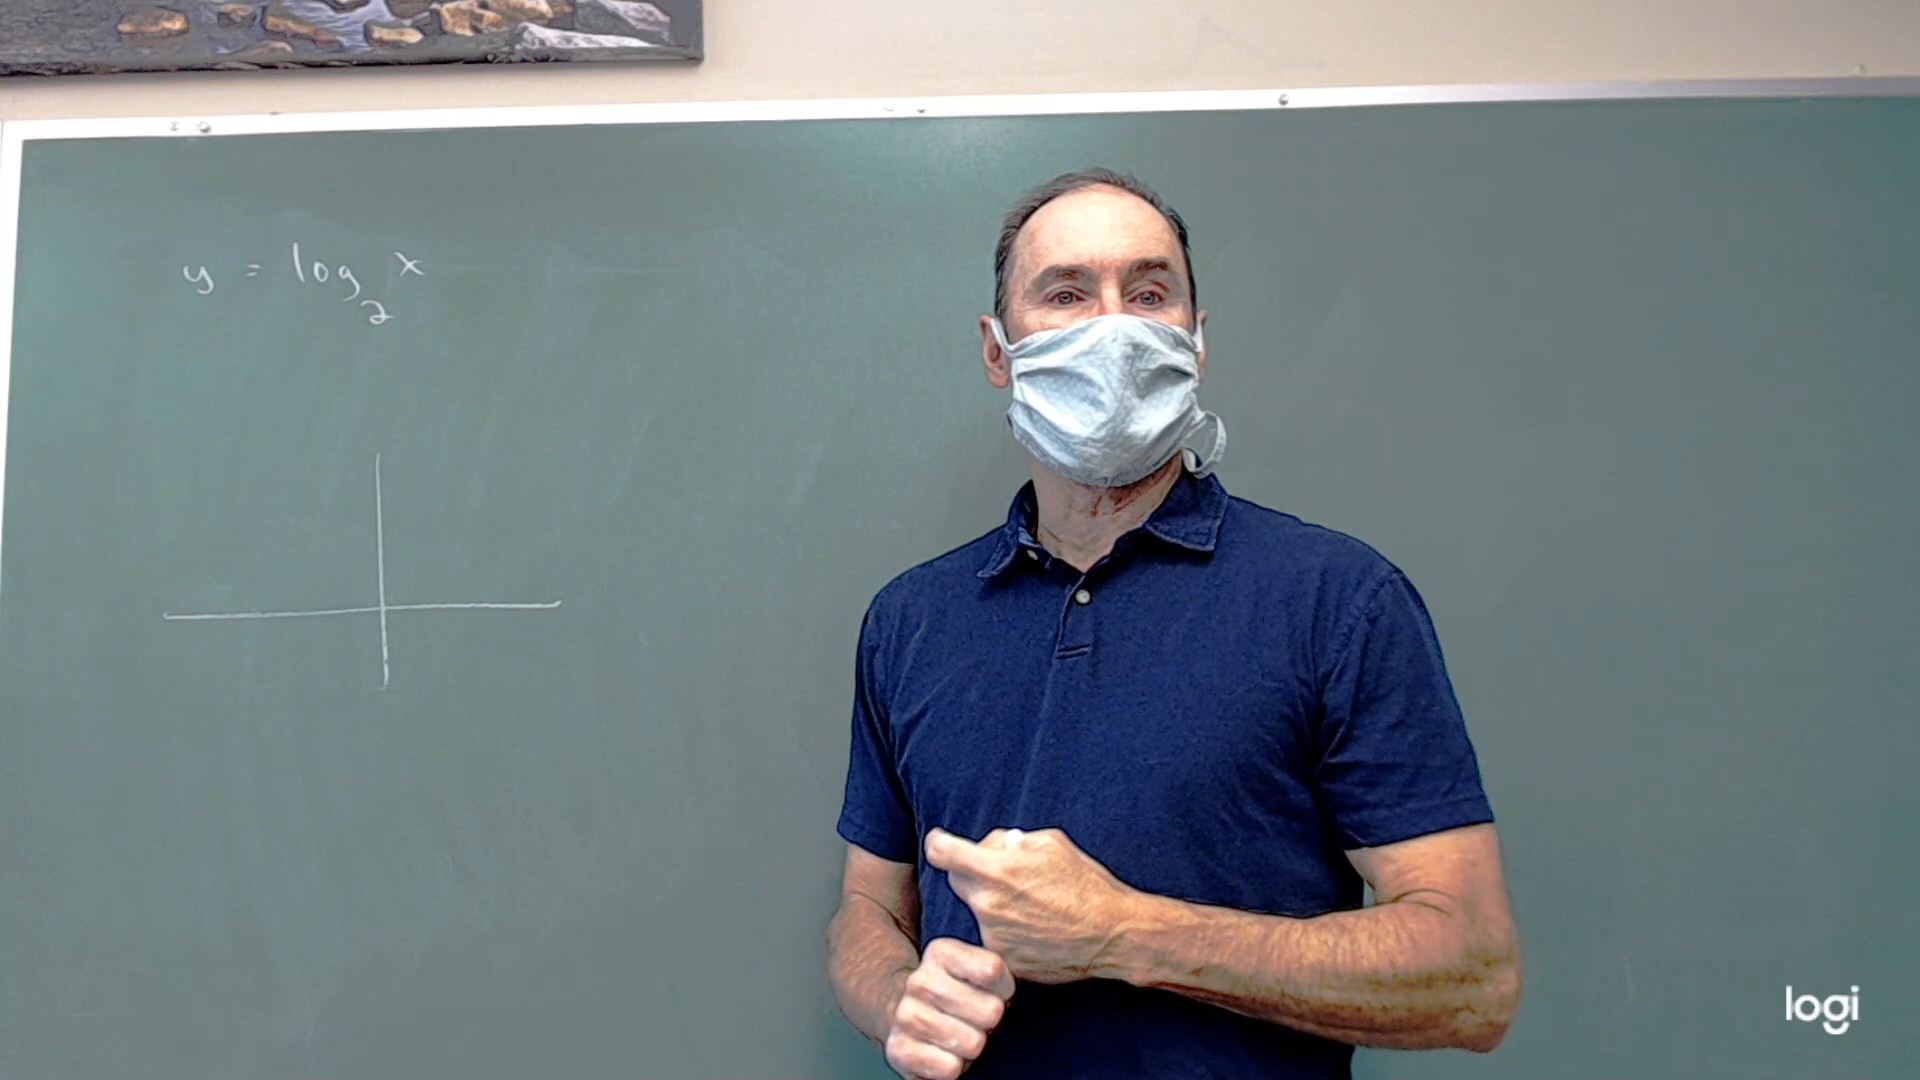 y = log₂ x
logi